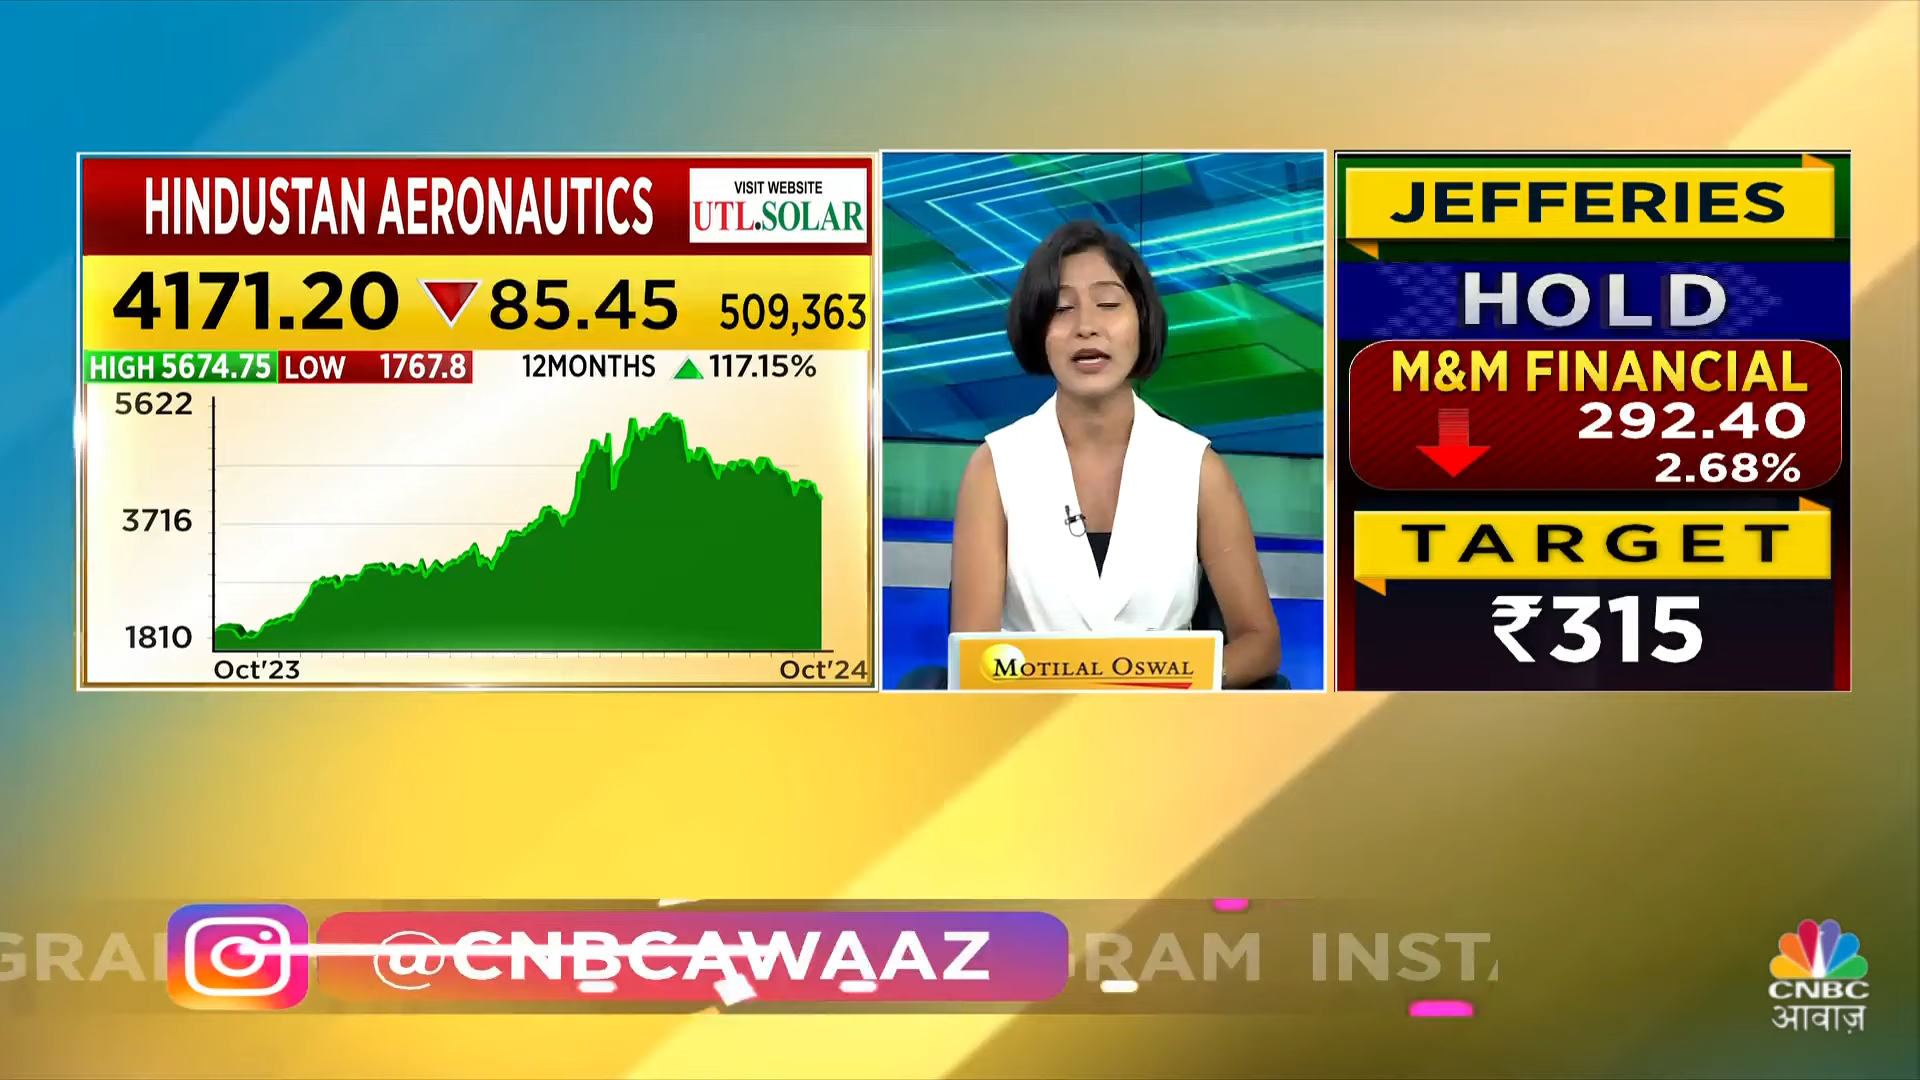 HINDUSTAN AERONAUTICS
VISIT WEBSITE
UTL.SOLAR
4171.20 ▼ 85.45 509,363
HIGH 5674.75 LOW 1767.8 12MONTHS ▲ 117.15%
5622
3716
1810
Oct'23 Oct'24
MOTILAL OSWAL
JEFFERIES
HOLD
M&M FINANCIAL
292.40
2.68%
TARGET
₹315
GRAM @CNBCAWAAZ RAM INSTA
CNBC
आवाज़